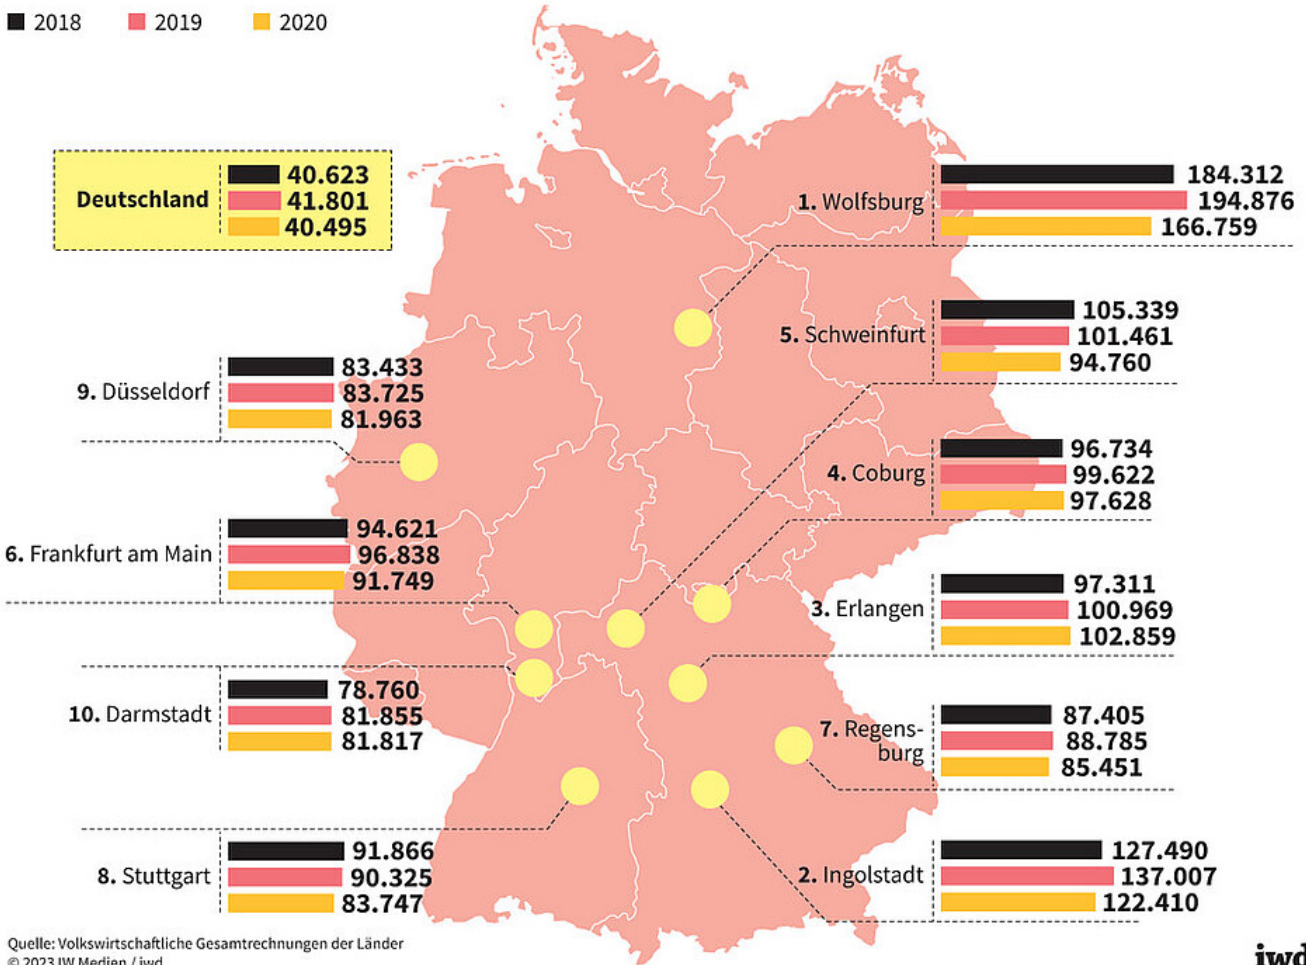 2018 2019 2020
Deutschland
40.623
41.801
40.495
1. Wolfsburg
184.312
194.876
166.759
5. Schweinfurt
105.339
101.461
94.760
9. Düsseldorf
83.433
83.725
81.963
4. Coburg
96.734
99.622
97.628
6. Frankfurt am Main
94.621
96.838
91.749
3. Erlangen
97.311
100.969
102.859
10. Darmstadt
78.760
81.855
81.817
7. Regens-
burg
87.405
88.785
85.451
8. Stuttgart
91.866
90.325
83.747
2. Ingolstadt
127.490
137.007
122.410
Quelle: Volkswirtschaftliche Gesamtrechnungen der Länder
© 2023 IW Medien / iwd
iwd